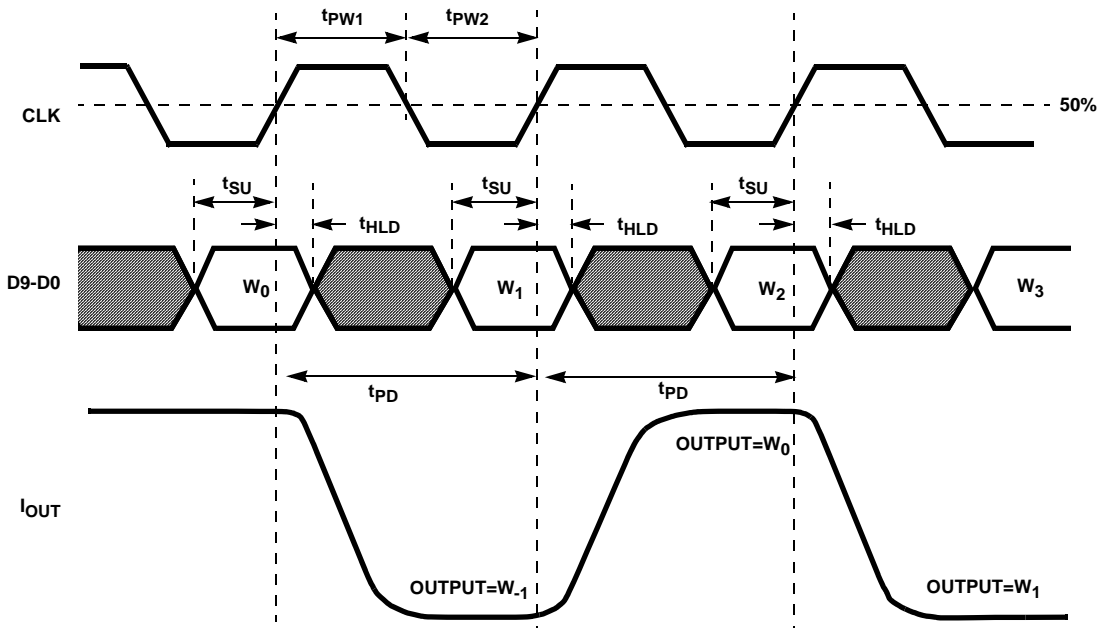 tPW1 tPW2
CLK
50%
tSU tSU tSU
tHLD tHLD tHLD
D9-D0
W0 W1 W2 W3
tPD tPD
OUTPUT=W0
IOUT
OUTPUT=W-1 OUTPUT=W1